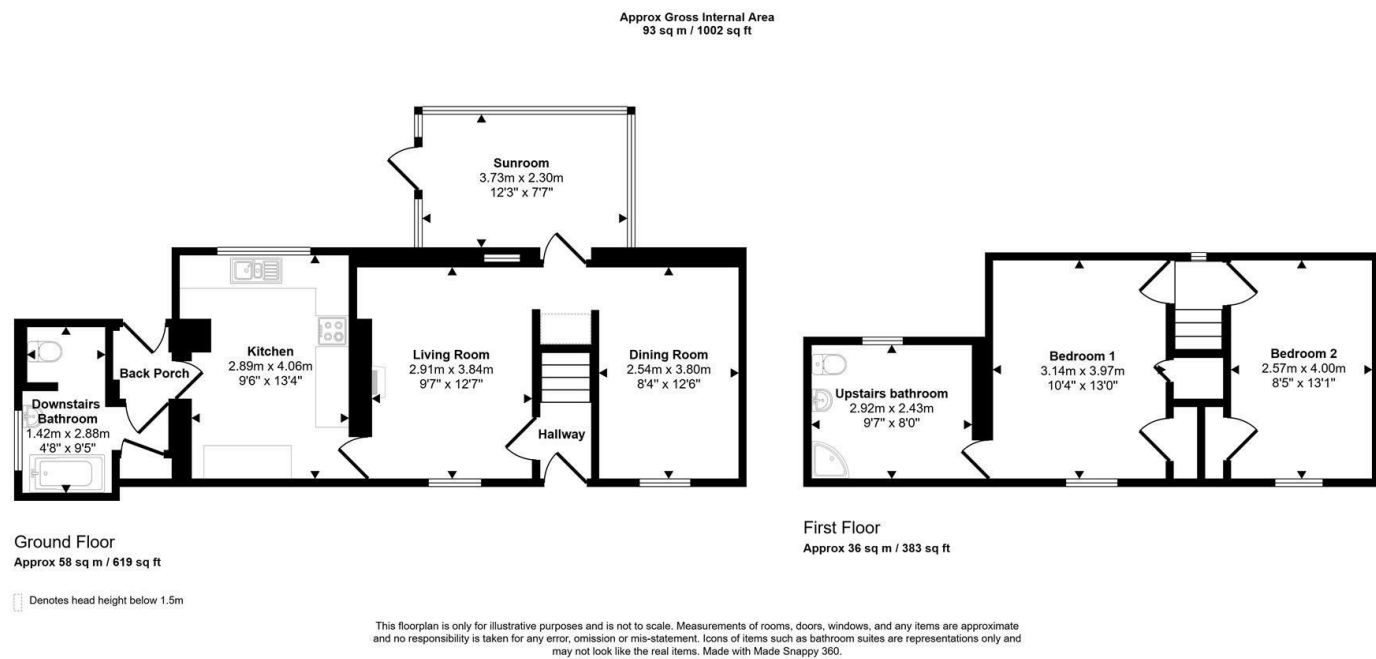 Approx Gross Internal Area
93 sq m / 1002 sq ft
Sunroom
3.73m x 2.30m
12'3" x 7'7"
Kitchen
2.89m x 4.06m
9'6" x 13'4"
Living Room
2.91m x 3.84m
9'7" x 12'7"
Dining Room
2.54m x 3.80m
8'4" x 12'6"
Back Porch
Downstairs
Bathroom
1.42m x 2.88m
4'8" x 9'5"
Hallway
Bedroom 1
3.14m x 3.97m
10'4" x 13'0"
Bedroom 2
2.57m x 4.00m
8'5" x 13'1"
Upstairs bathroom
2.92m x 2.43m
9'7" x 8'0"
Ground Floor
Approx 58 sq m / 619 sq ft
First Floor
Approx 36 sq m / 383 sq ft
Denotes head height below 1.5m
This floorplan is only for illustrative purposes and is not to scale. Measurements of rooms, doors, windows, and any items are approximate
and no responsibility is taken for any error, omission or mis-statement. Icons of items such as bathroom suites are representations only and
may not look like the real items. Made with Made Snappy 360.